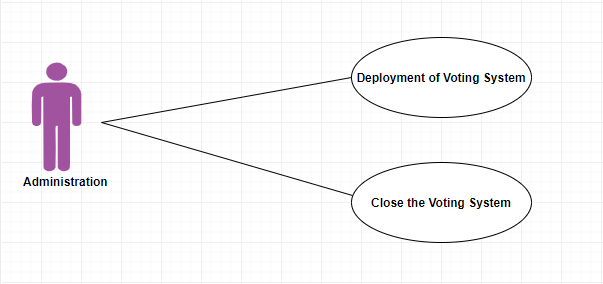 Deployment of Voting System
Administration
Close the Voting System